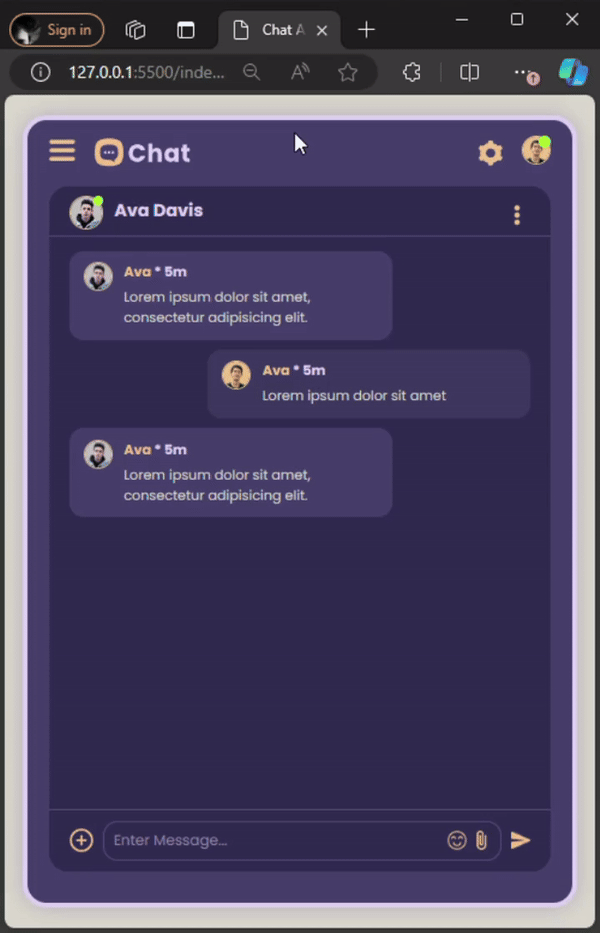 Sign in
Chat A
127.0.0.1:5500/inde...
Chat
Ava Davis
Ava * 5m
Lorem ipsum dolor sit amet,
consectetur adipisicing elit.
Ava * 5m
Lorem ipsum dolor sit amet
Ava * 5m
Lorem ipsum dolor sit amet,
consectetur adipisicing elit.
Enter Message...